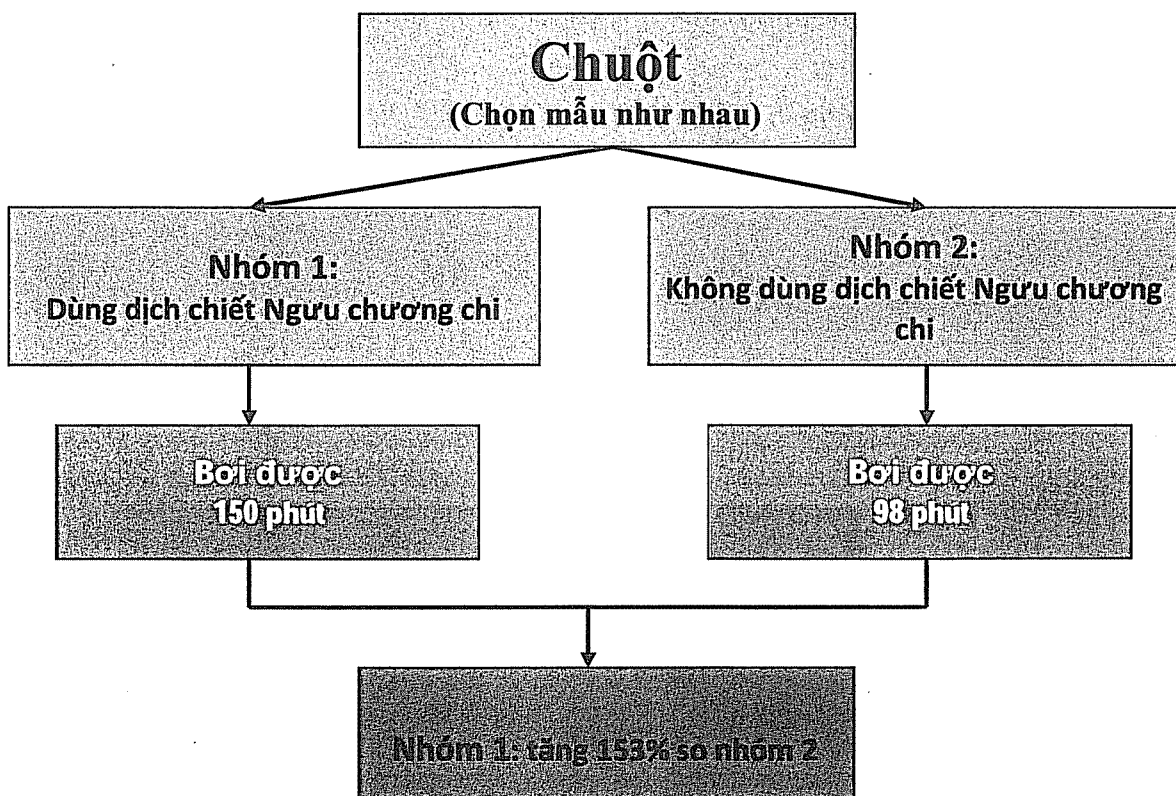 Chuột
(Chọn mẫu như nhau)
Nhóm 1:
Dùng dịch chiết Ngưu chương chi
Nhóm 2:
Không dùng dịch chiết Ngưu chương
chi
Bơi được
150 phút
Bơi được
98 phút
Nhóm 1: tăng 153% so nhóm 2